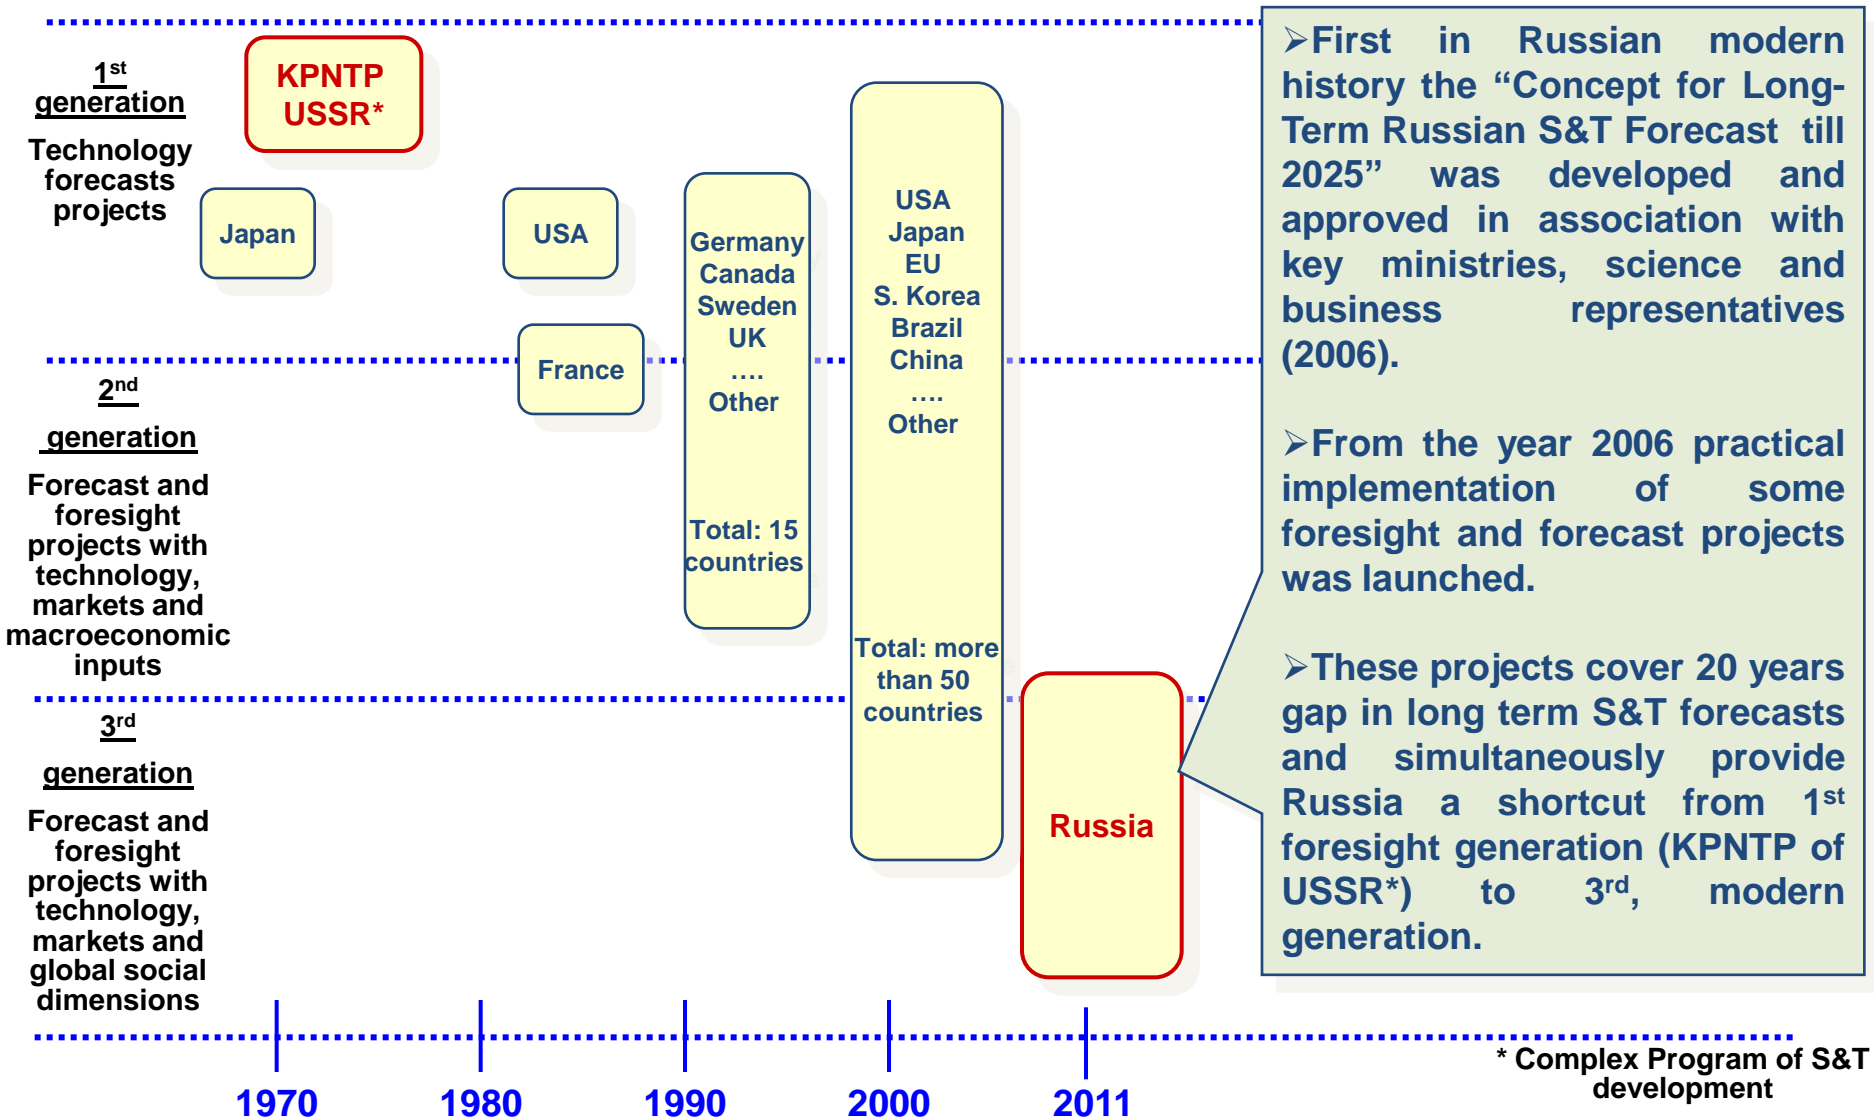 1st
generation
Technology
forecasts
projects
2nd
generation
Forecast and
foresight
projects with
technology,
markets and
macroeconomic
inputs
3rd
generation
Forecast and
foresight
projects with
technology,
markets and
global social
dimensions
KPNTP
USSR*
Japan
USA
France
Germany
Canada
Sweden
UK
....
Other
Total: 15
countries
USA
Japan
EU
S. Korea
Brazil
China
....
Other
Total: more
than 50
countries
Russia
➢First in Russian modern
history the “Concept for Long-
Term Russian S&T Forecast till
2025” was developed and
approved in association with
key ministries, science and
business representatives
(2006).
➢From the year 2006 practical
implementation of some
foresight and forecast projects
was launched.
➢These projects cover 20 years
gap in long term S&T forecasts
and simultaneously provide
Russia a shortcut from 1st
foresight generation (KPNTP of
USSR*) to 3rd, modern
generation.
1970
1980
1990
2000
2011
* Complex Program of S&T
development